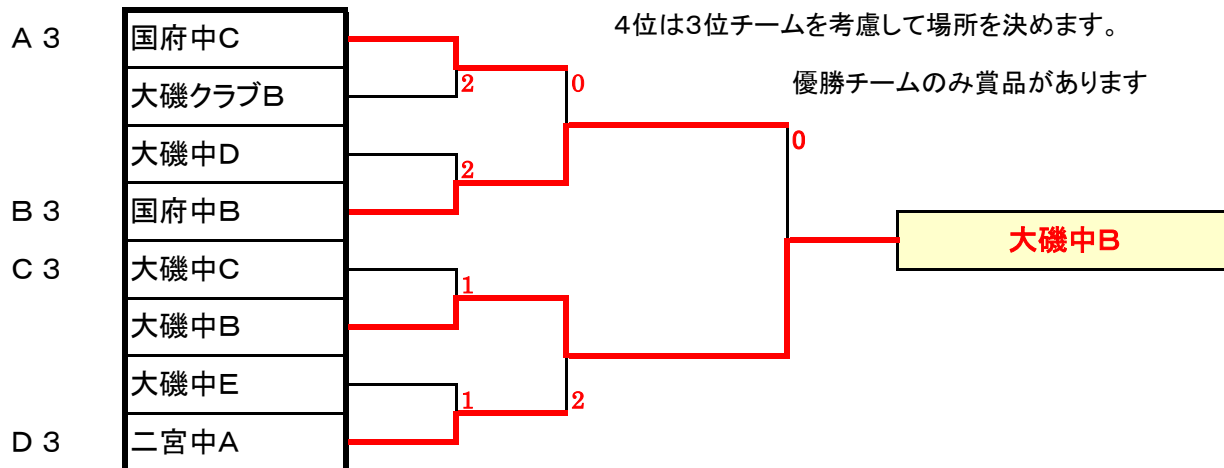 A 3
国府中C
4位は3位チームを考慮して場所を決めます。
2
0
大磯クラブB
優勝チームのみ賞品があります
0
大磯中D
2
B 3
国府中B
大磯中B
C 3
大磯中C
1
大磯中B
大磯中E
1
2
D 3
二宮中A